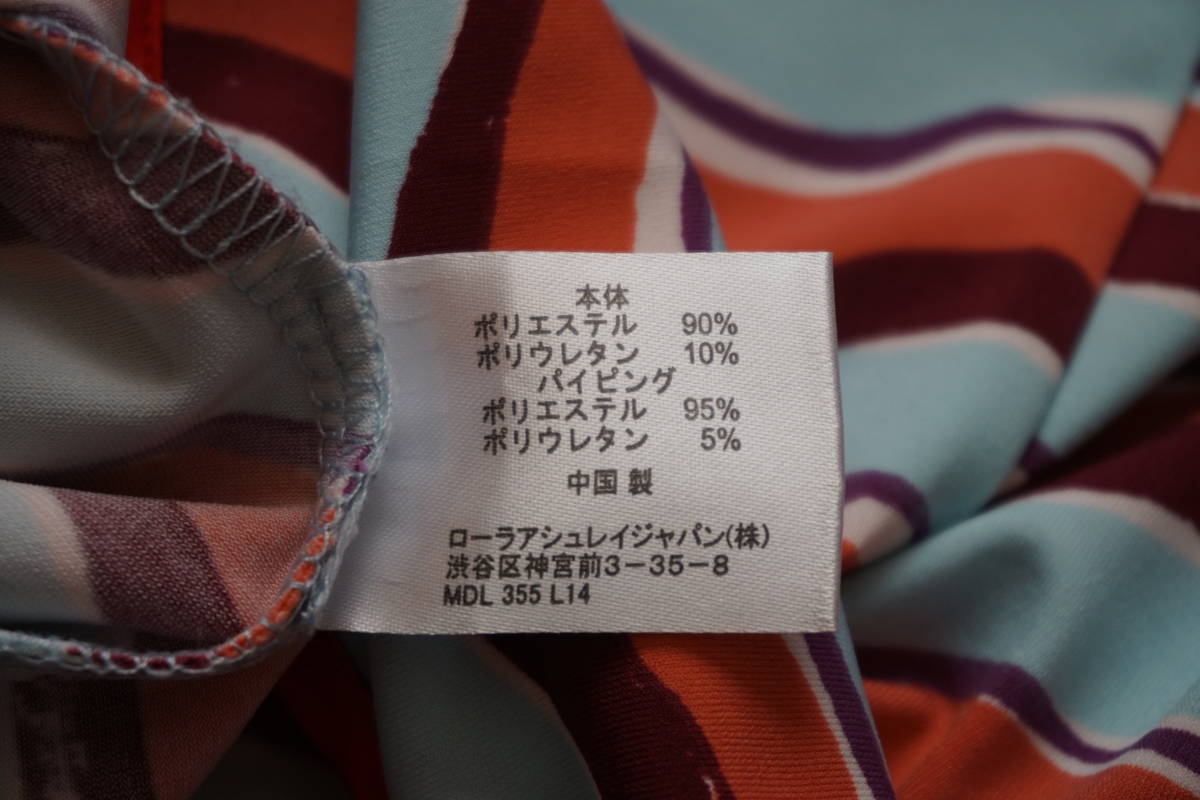 本体
ポリエステル 90%
ポリウレタン 10%
パイピング
ポリエステル 95%
ポリウレタン 5%
中国 製
ローラアシュレイジャパン(株)
渋谷区神宮前3－35－8
MDL 355 L14